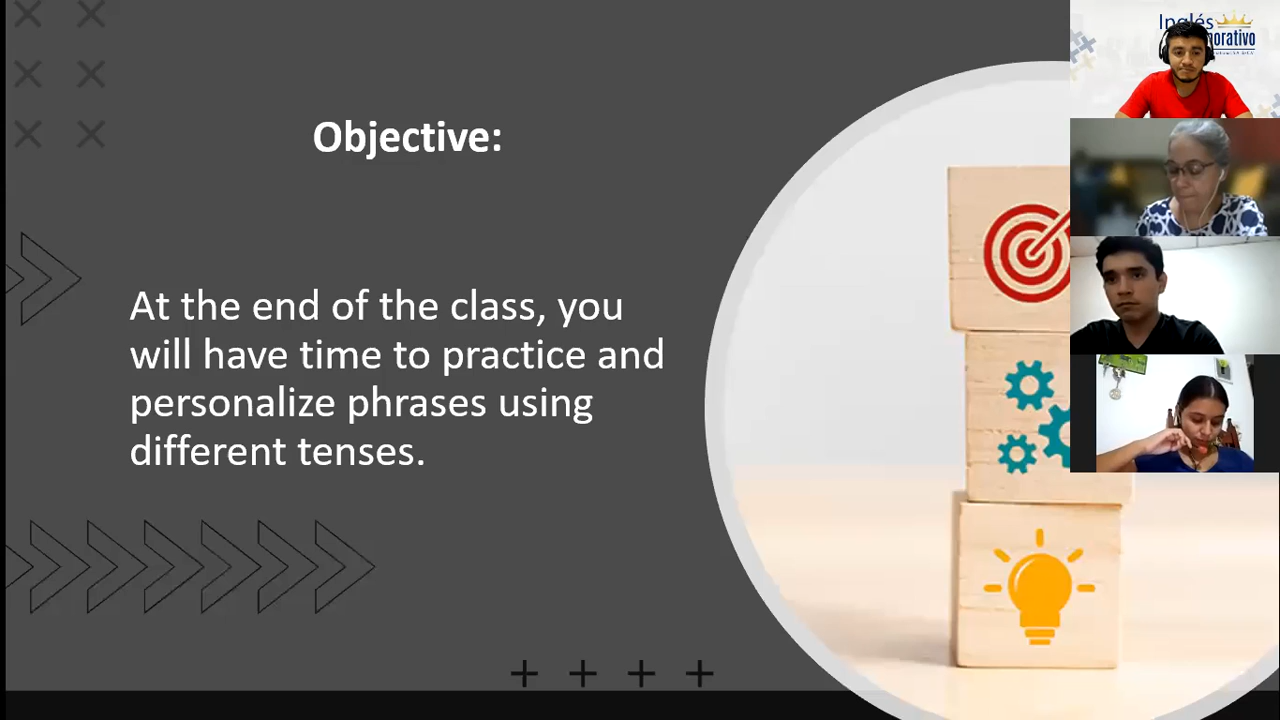 Objective:
At the end of the class, you
will have time to practice and
personalize phrases using
different tenses.
Inglés